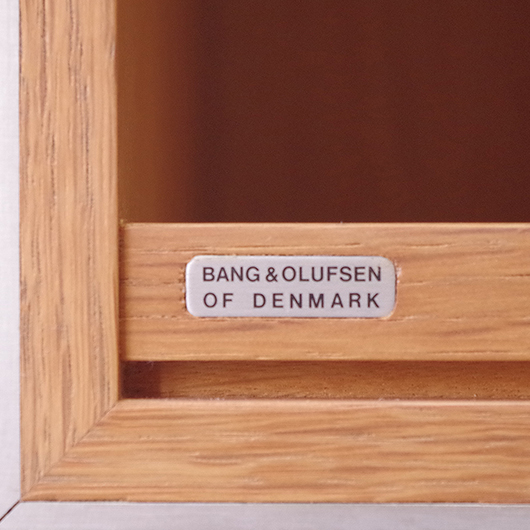 BANG & OLUFSEN
OF DENMARK